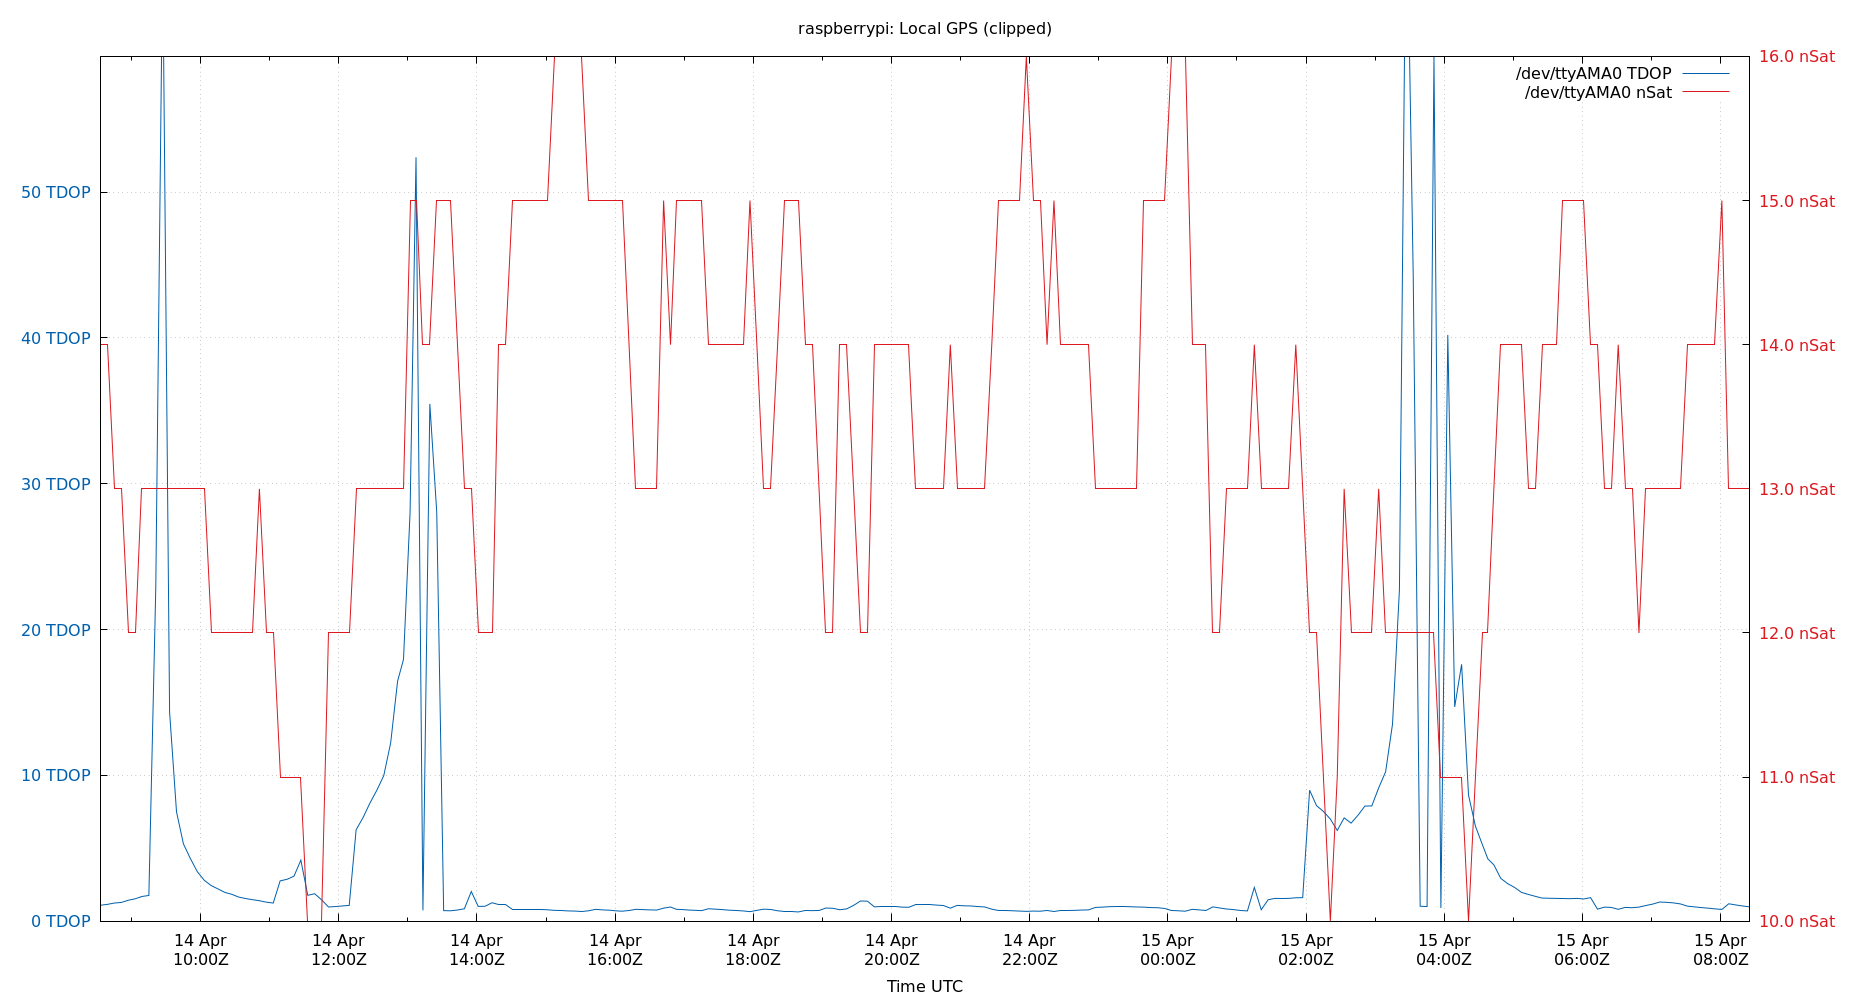 raspberrypi: Local GPS (clipped)
/dev/ttyAMA0 TDOP
/dev/ttyAMA0 nSat
50 TDOP
40 TDOP
30 TDOP
20 TDOP
10 TDOP
0 TDOP
16.0 nSat
15.0 nSat
14.0 nSat
13.0 nSat
12.0 nSat
11.0 nSat
10.0 nSat
14 Apr
10:00Z
14 Apr
12:00Z
14 Apr
14:00Z
14 Apr
16:00Z
14 Apr
18:00Z
14 Apr
20:00Z
14 Apr
22:00Z
15 Apr
00:00Z
15 Apr
02:00Z
15 Apr
04:00Z
15 Apr
06:00Z
15 Apr
08:00Z
Time UTC